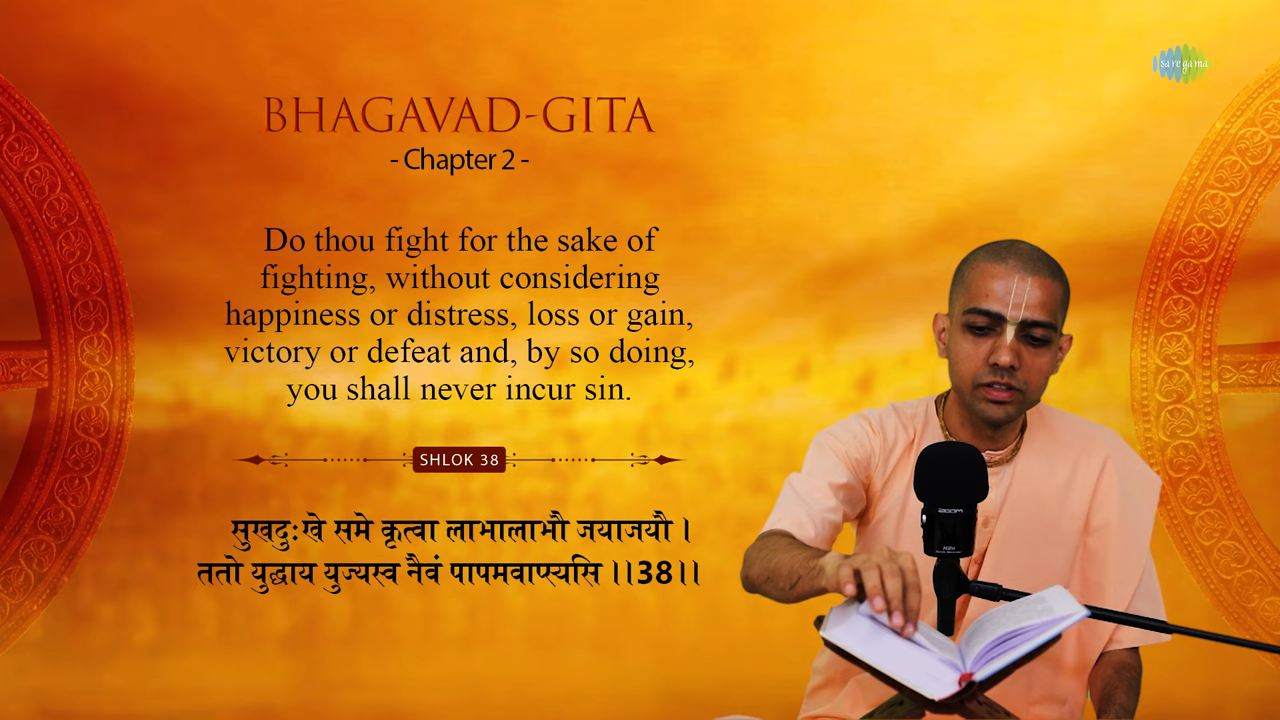 saregama
BHAGAVAD-GITA
- Chapter 2 -
Do thou fight for the sake of
fighting, without considering
happiness or distress, loss or gain,
victory or defeat and, by so doing,
you shall never incur sin.
SHLOK 38
सुखदुःखे समे कृत्वा लाभालाभौ जयाजयौ ।
ततो युद्धाय युज्यस्व नैवं पापमवाप्स्यसि ।।38।।
ZOOM